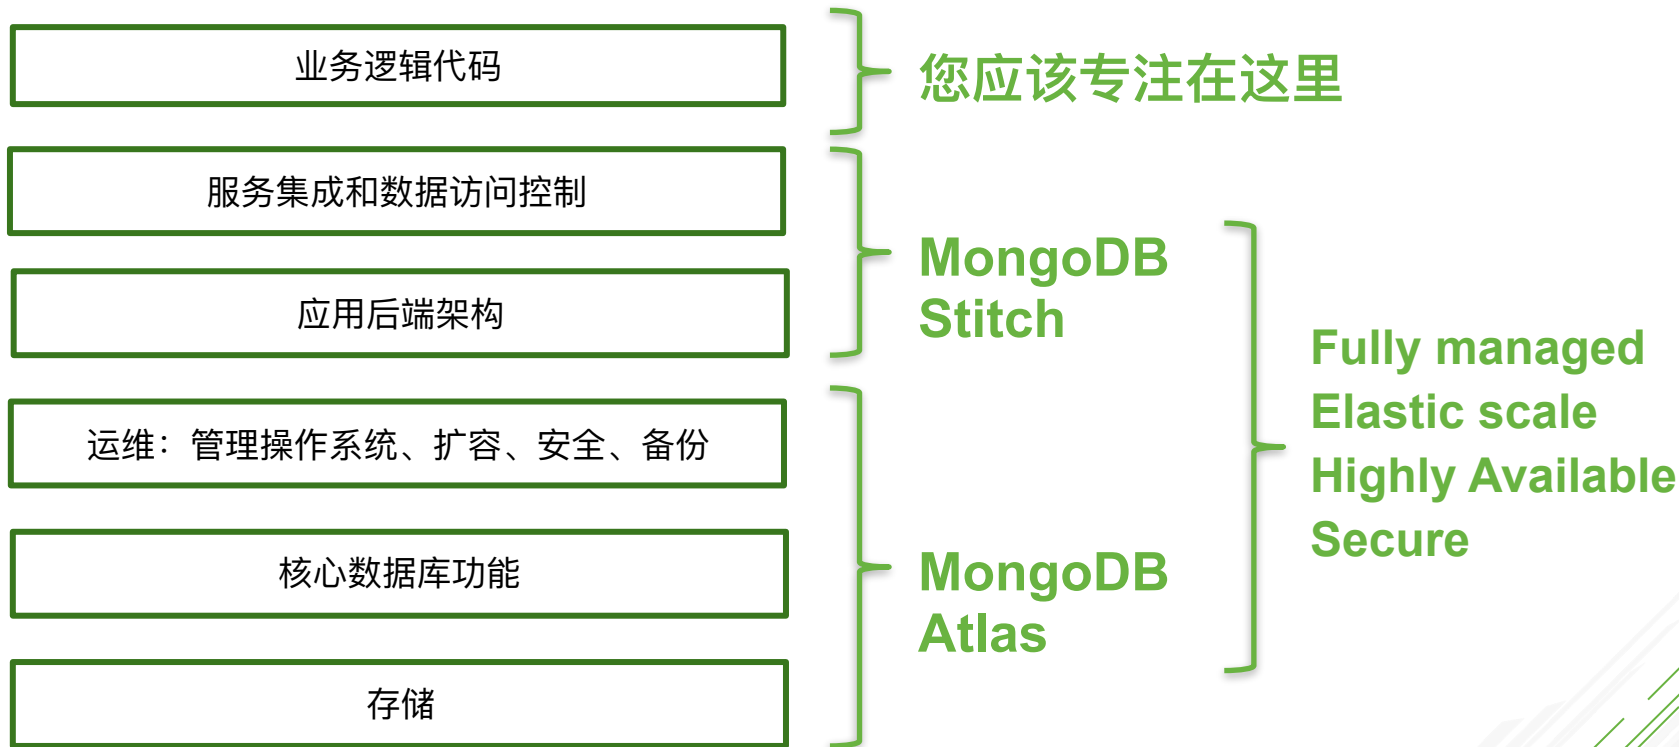 业务逻辑代码
您应该专注在这里
服务集成和数据访问控制
应用后端架构
MongoDB
Stitch
运维：管理操作系统、扩容、安全、备份
核心数据库功能
存储
MongoDB
Atlas
Fully managed
Elastic scale
Highly Available
Secure